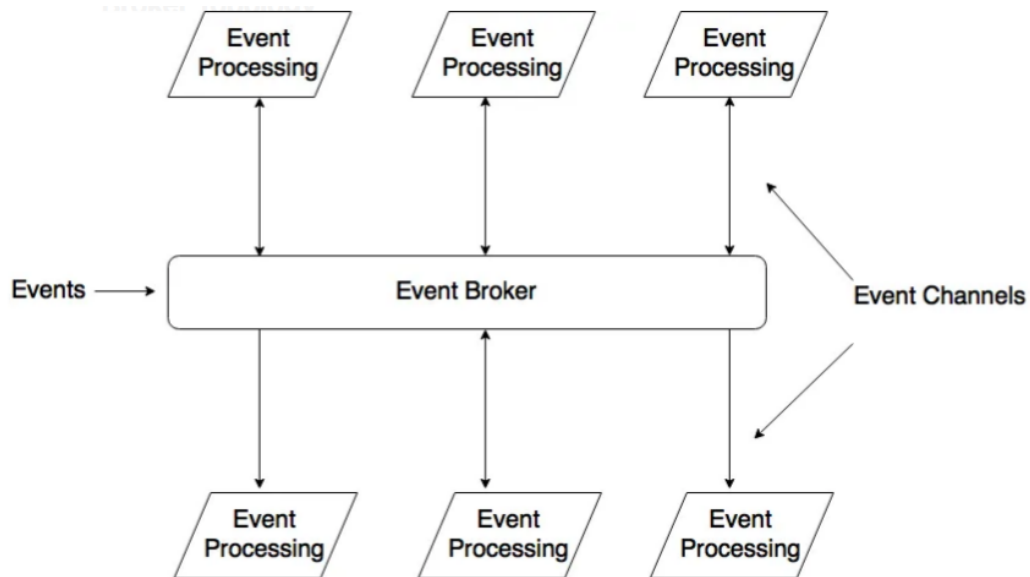 Event
Processing
Event
Processing
Event
Processing
Events
Event Broker
Event Channels
Event
Processing
Event
Processing
Event
Processing